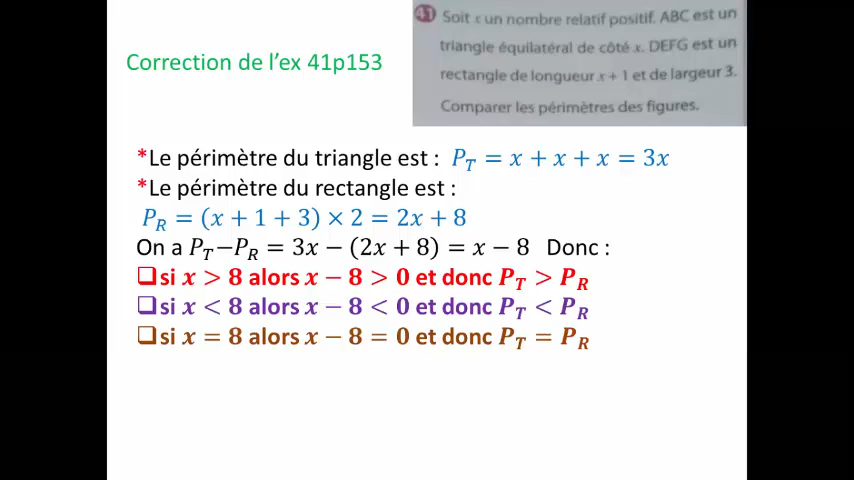 Correction de l'ex 41p153
41 Soit x un nombre relatif positif. ABC est un
triangle équilatéral de côté x. DEFG est un
rectangle de longueur x + 1 et de largeur 3.
Comparer les périmètres des figures.
*Le périmètre du triangle est : P_T = x + x + x = 3x
*Le périmètre du rectangle est :
P_R = (x + 1 + 3) × 2 = 2x + 8
On a P_T − P_R = 3x − (2x + 8) = x − 8 Donc :
❑si x > 8 alors x − 8 > 0 et donc P_T > P_R
❑si x < 8 alors x − 8 < 0 et donc P_T < P_R
❑si x = 8 alors x − 8 = 0 et donc P_T = P_R